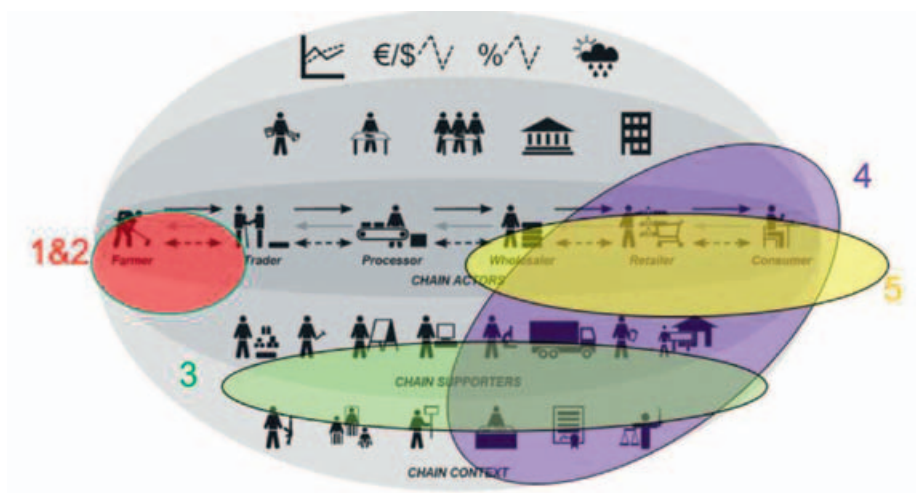 €/$ %
4
1&2
Farmer Trader Processor Wholesaler Retailer Consumer
CHAIN ACTORS
5
3
CHAIN SUPPORTERS
CHAIN CONTEXT